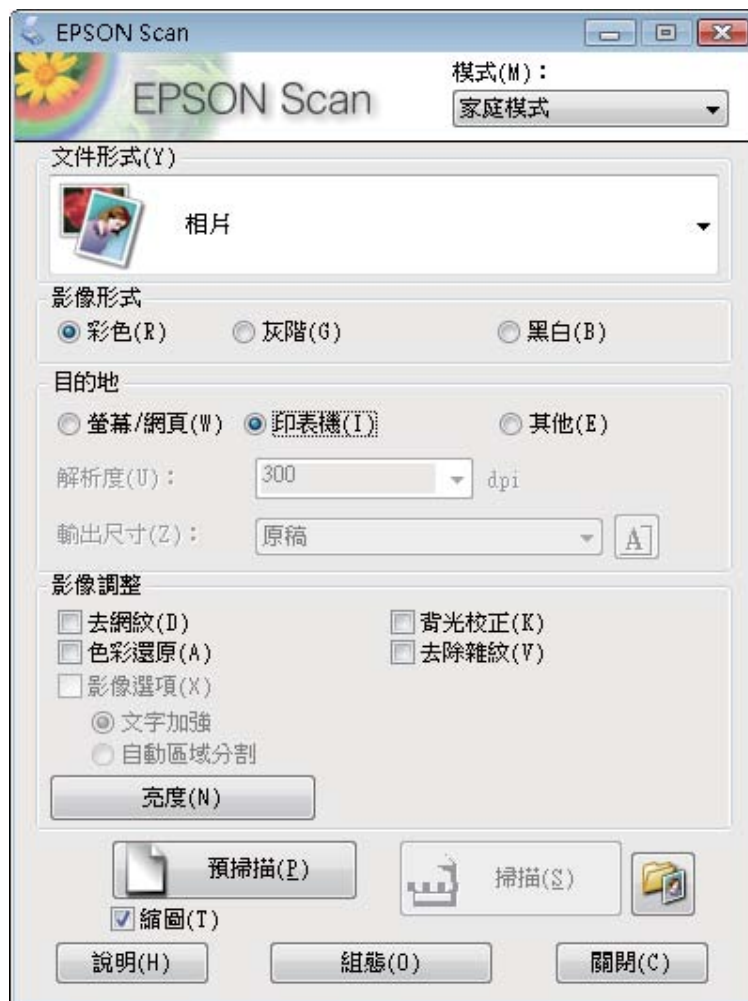 EPSON Scan
EPSON Scan
模式(M)：
家庭模式
文件形式(Y)
相片
影像形式
彩色(R) 灰階(G) 黑白(B)
目的地
螢幕/網頁(W) 印表機(I) 其他(E)
解析度(U)： 300 dpi
輸出尺寸(Z)： 原稿 A
影像調整
去網紋(D) 背光校正(K)
色彩還原(A) 去除雜紋(V)
影像選項(X)
文字加強
自動區域分割
亮度(N)
預掃描(P) 掃描(S)
縮圖(T)
說明(H) 組態(O) 關閉(C)